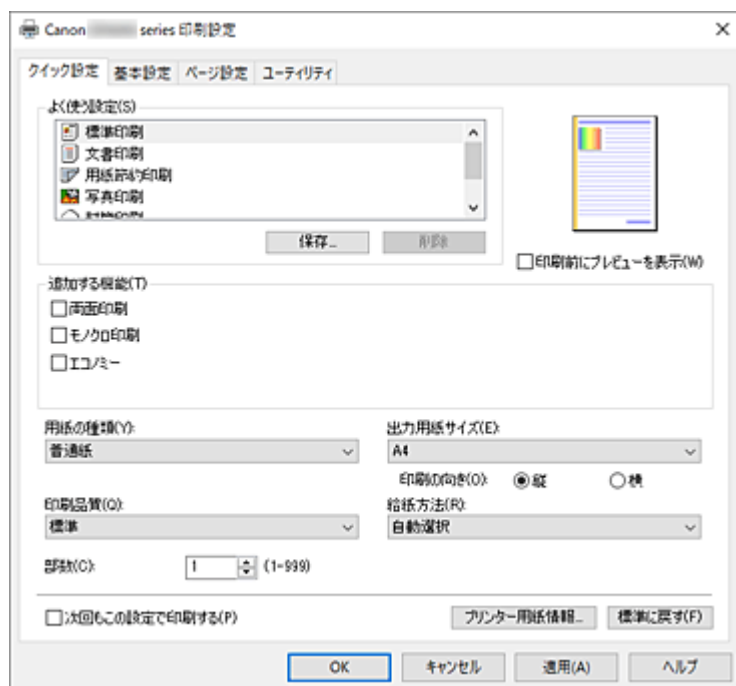 Canon series 印刷設定
クイック設定 基本設定 ページ設定 ユーティリティ
よく使う設定(S)
標準印刷
文書印刷
用紙節約印刷
写真印刷
保存... 削除
印刷前にプレビューを表示(W)
追加する機能(T)
両面印刷
モノクロ印刷
エコノミー
用紙の種類(Y): 出力用紙サイズ(E):
普通紙 A4
印刷の向き(O): 縦 横
印刷品質(Q): 給紙方法(R):
標準 自動選択
部数(C): 1 (1-999)
次回もこの設定で印刷する(P) プリンター用紙情報... 標準に戻す(F)
OK キャンセル 適用(A) ヘルプ